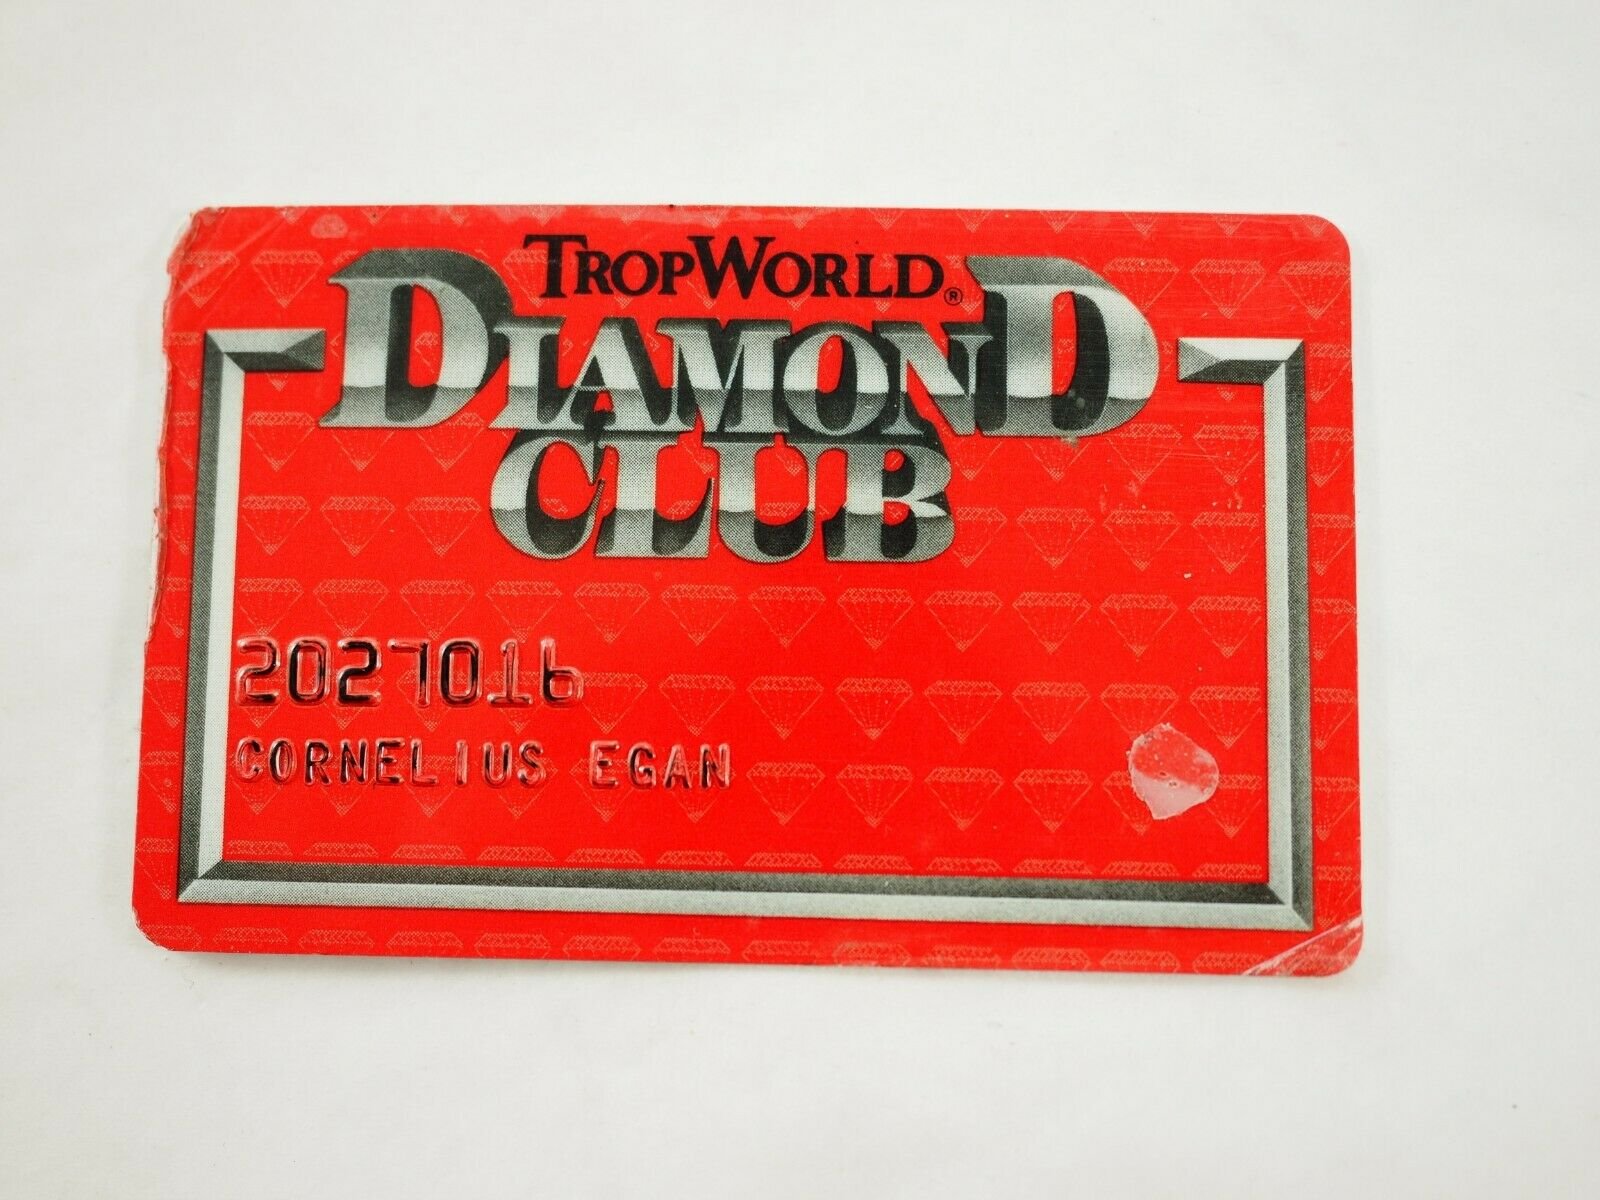 TROPWORLD®
DIAMOND
CLUB
2027016
CORNELIUS EGAN